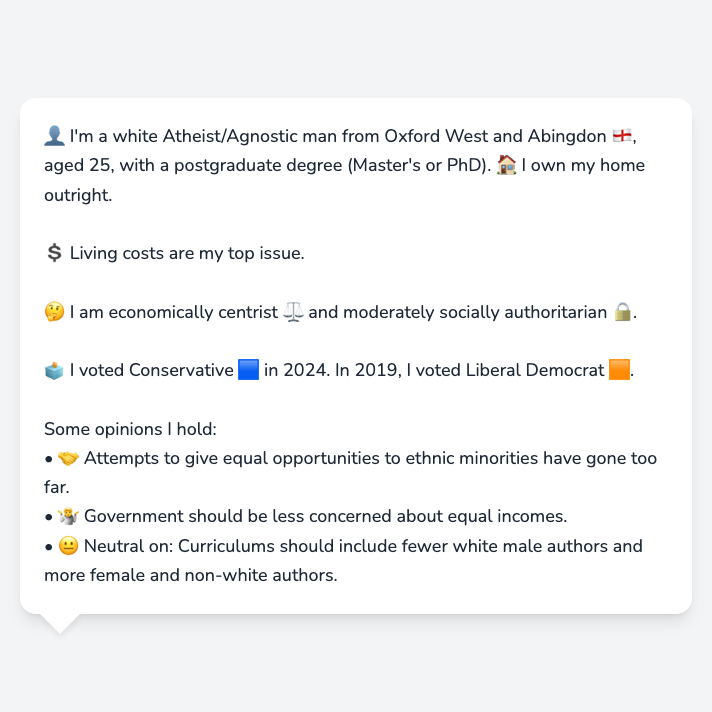 👤 I'm a white Atheist/Agnostic man from Oxford West and Abingdon 🏴󠁧󠁢󠁥󠁮󠁧󠁿,
aged 25, with a postgraduate degree (Master's or PhD). 🏠 I own my home
outright.
💲 Living costs are my top issue.
🤔 I am economically centrist ⚖️ and moderately socially authoritarian 🔒.
🗳️ I voted Conservative 🟦 in 2024. In 2019, I voted Liberal Democrat 🟧.
Some opinions I hold:
• 🤝 Attempts to give equal opportunities to ethnic minorities have gone too
far.
• 🤷 Government should be less concerned about equal incomes.
• 😐 Neutral on: Curriculums should include fewer white male authors and
more female and non-white authors.